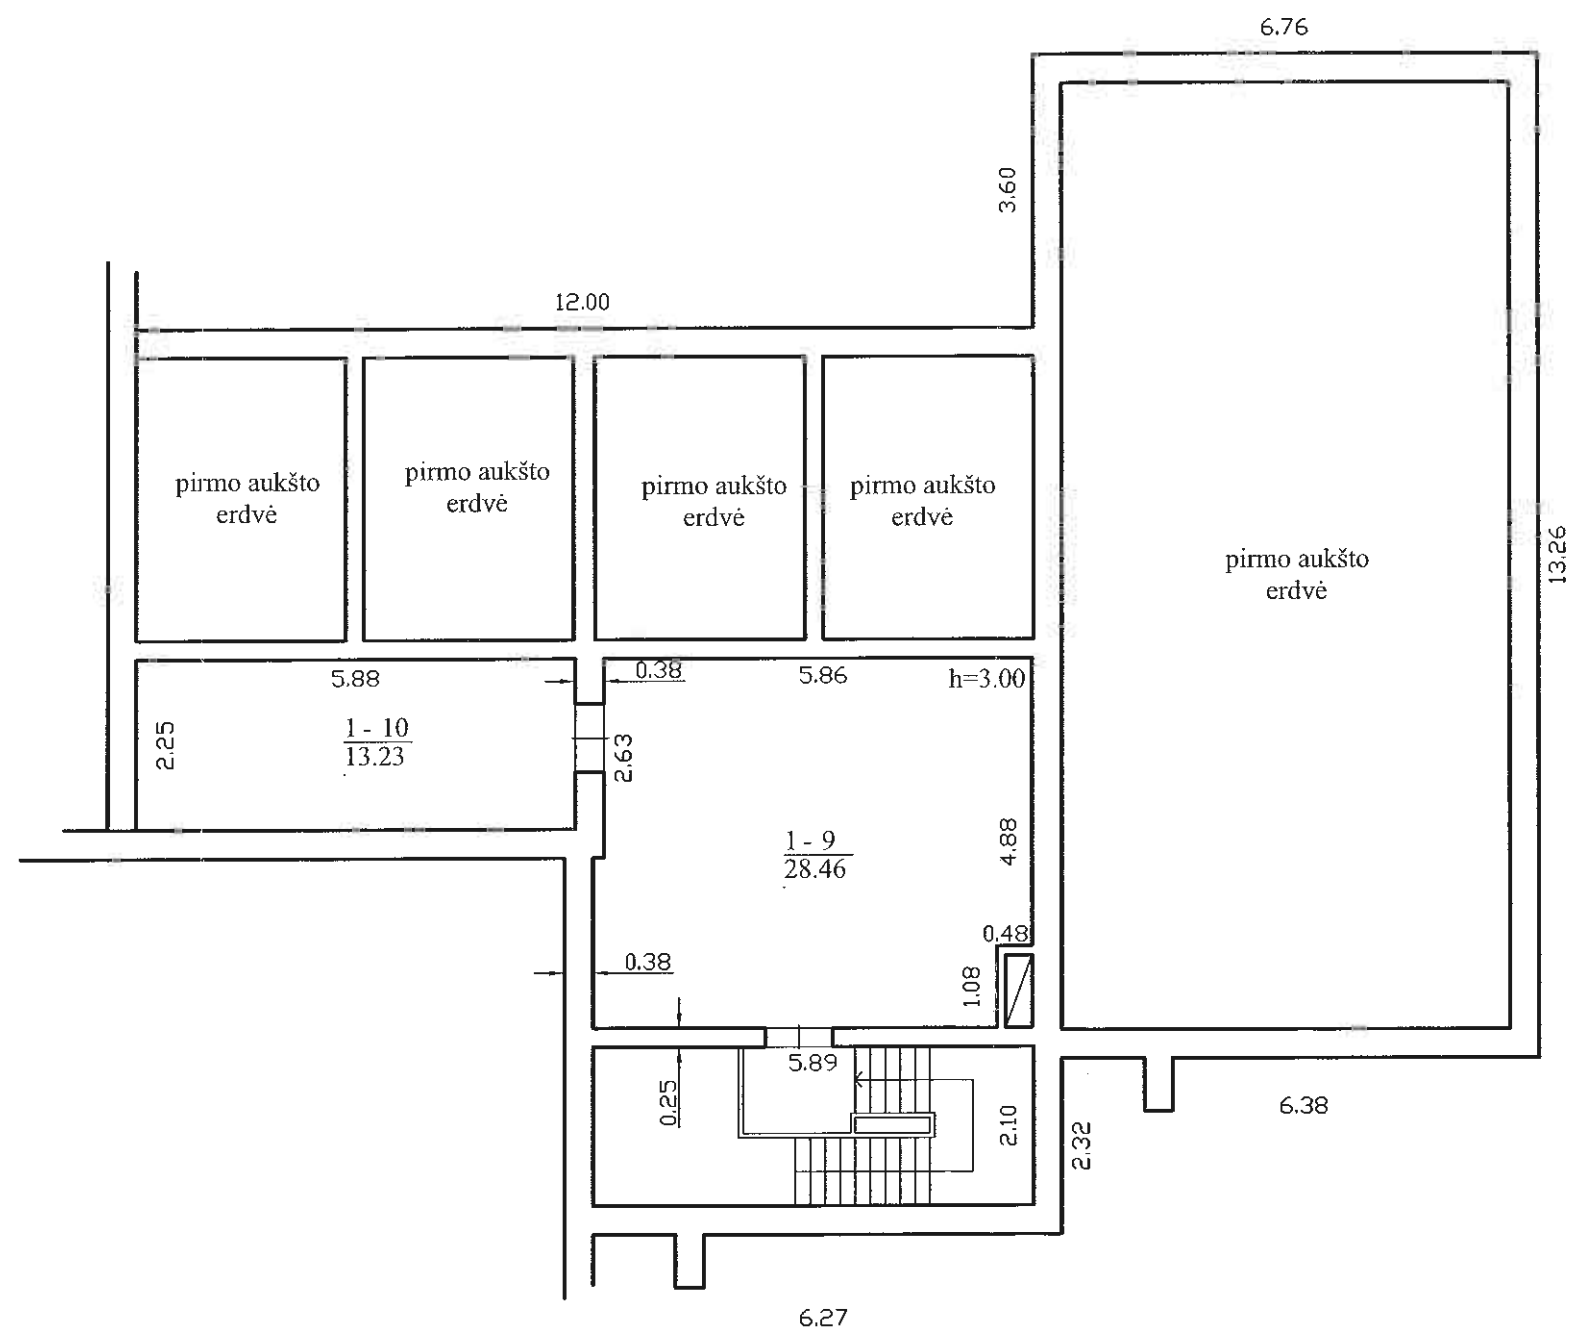 6.76
3.60
12.00
pirmo aukšto
erdvė
pirmo aukšto
erdvė
pirmo aukšto
erdvė
pirmo aukšto
erdvė
pirmo aukšto
erdvė
13.26
5.88
0.38
5.86
h=3.00
2.25
1 - 10
13.23
2.63
1 - 9
28.46
4.88
0.48
0.38
1.08
5.89
0.25
2.10
2.32
6.38
6.27